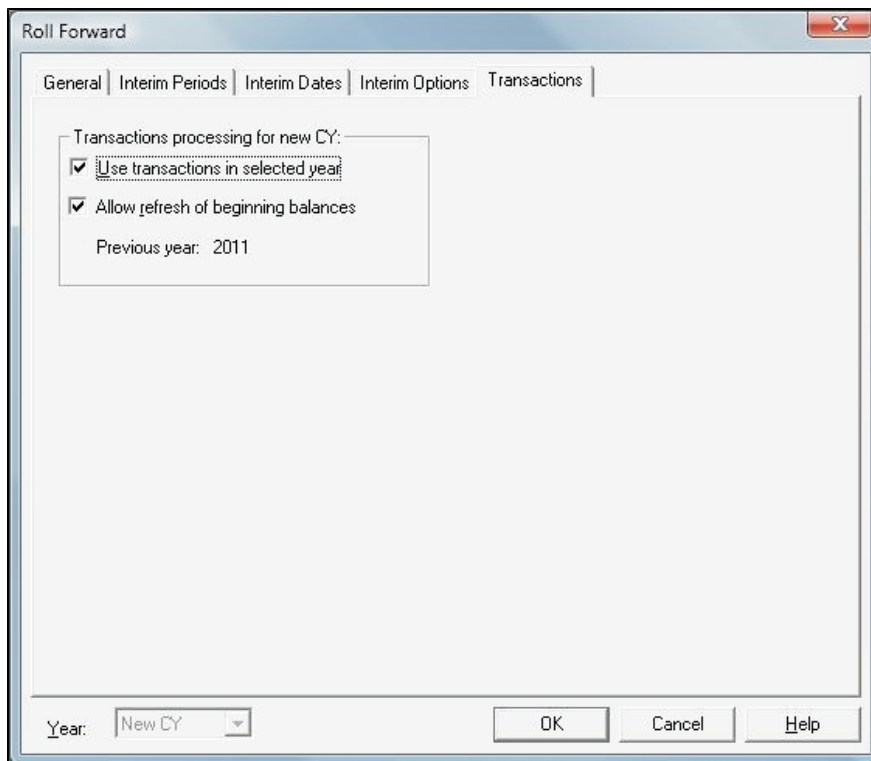 Roll Forward
General Interim Periods Interim Dates Interim Options Transactions
Transactions processing for new CY:
Use transactions in selected year
Allow refresh of beginning balances
Previous year: 2011
Year: New CY OK Cancel Help